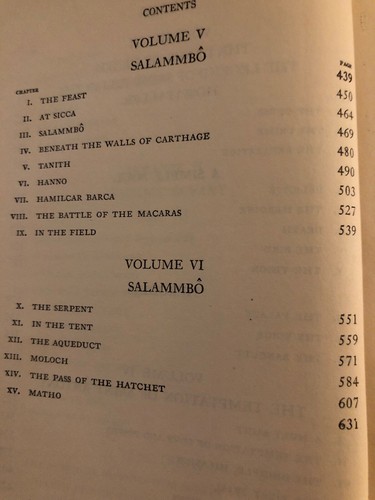 CONTENTS
VOLUME V
SALAMMBÔ
CHAPTER PAGE
I. THE FEAST 439
II. AT SICCA 450
III. SALAMMBÔ 464
IV. BENEATH THE WALLS OF CARTHAGE 469
V. TANITH 480
VI. HANNO 490
VII. HAMILCAR BARCA 503
VIII. THE BATTLE OF THE MACARAS 527
IX. IN THE FIELD 539
VOLUME VI
SALAMMBÔ
X. THE SERPENT 551
XI. IN THE TENT 559
XII. THE AQUEDUCT 571
XIII. MOLOCH 584
XIV. THE PASS OF THE HATCHET 607
XV. MATHO 631